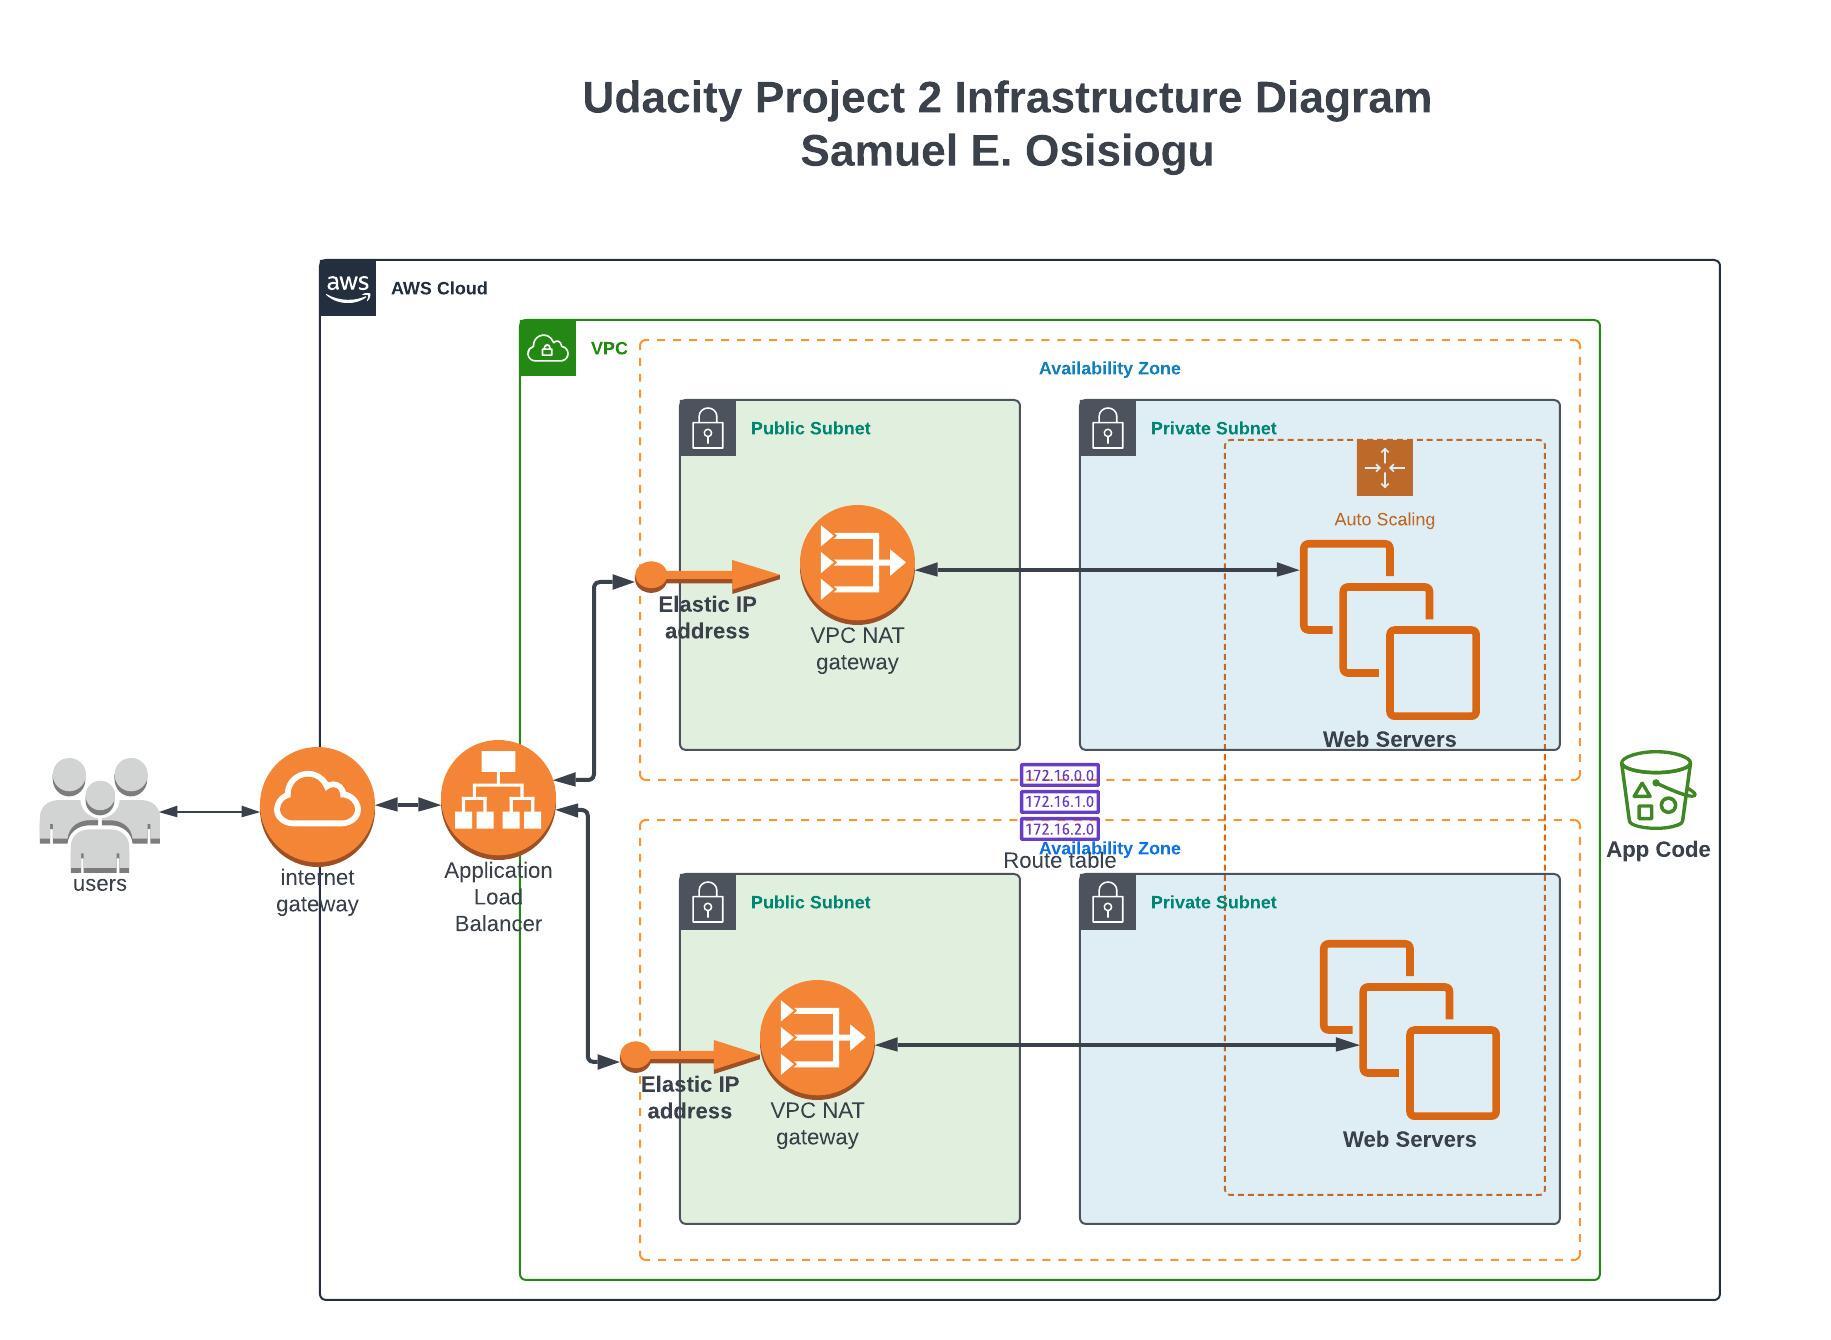 Udacity Project 2 Infrastructure Diagram
Samuel E. Osisiogu
aws
AWS Cloud
VPC
Availability Zone
Public Subnet
Private Subnet
Auto Scaling
Elastic IP
address
VPC NAT
gateway
Web Servers
172.16.0.0
172.16.1.0
172.16.2.0
Route table
Availability Zone
App Code
users
internet
gateway
Application
Load
Balancer
Public Subnet
Private Subnet
Elastic IP
address
VPC NAT
gateway
Web Servers